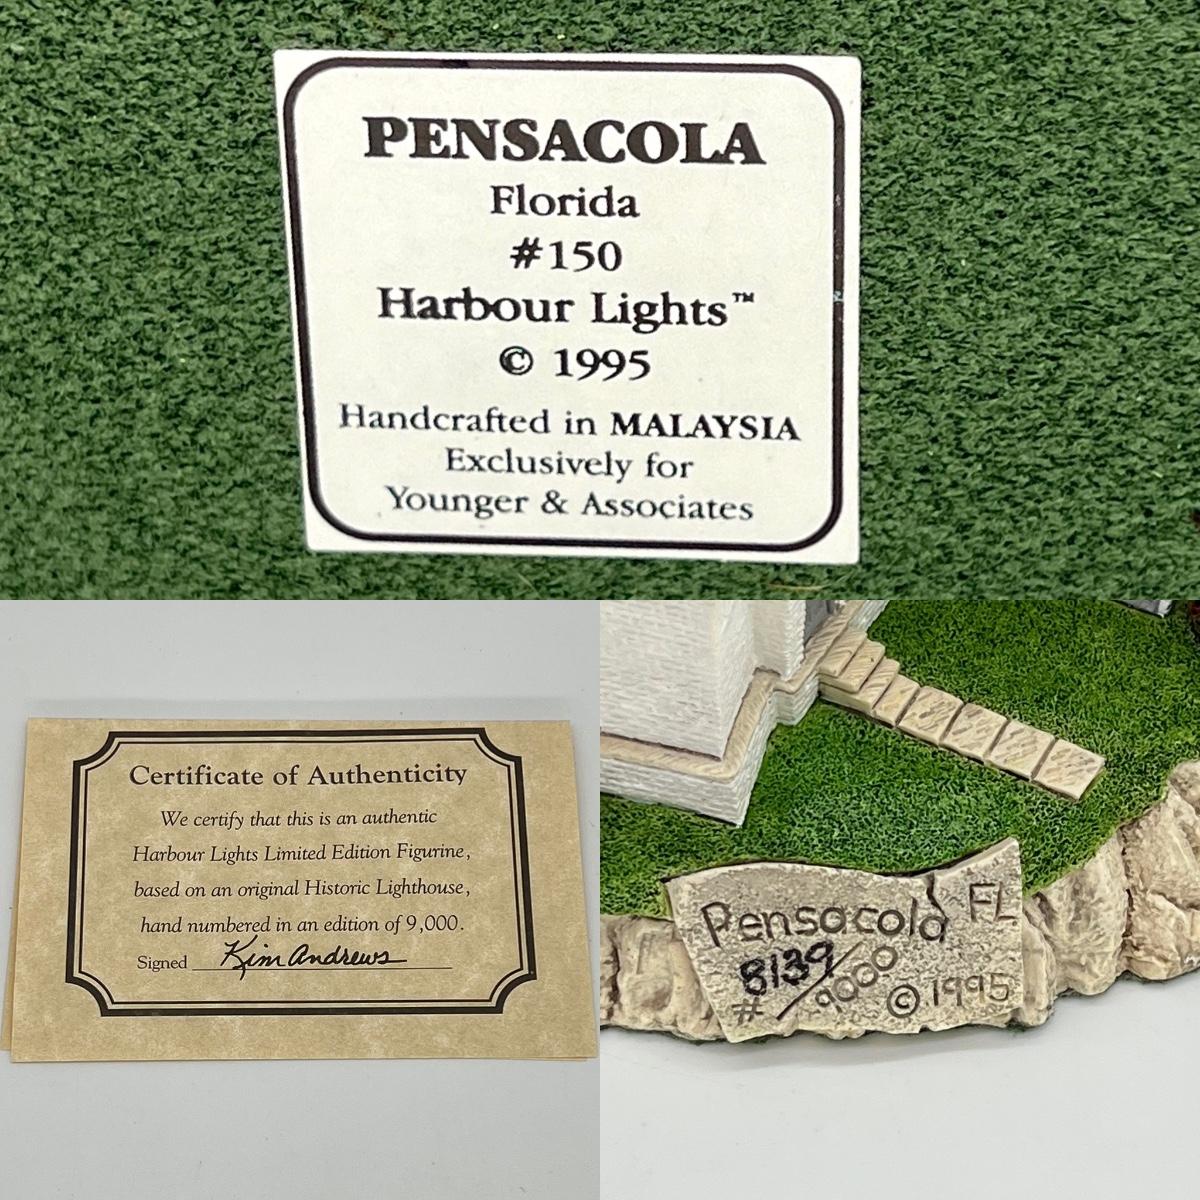 PENSACOLA
Florida
#150
Harbour Lights™
© 1995
Handcrafted in MALAYSIA
Exclusively for
Younger & Associates
Certificate of Authenticity
We certify that this is an authentic
Harbour Lights Limited Edition Figurine,
based on an original Historic Lighthouse,
hand numbered in an edition of 9,000.
Signed Kim Andrews
Pensacola FL
# 8139/9000 © 1995